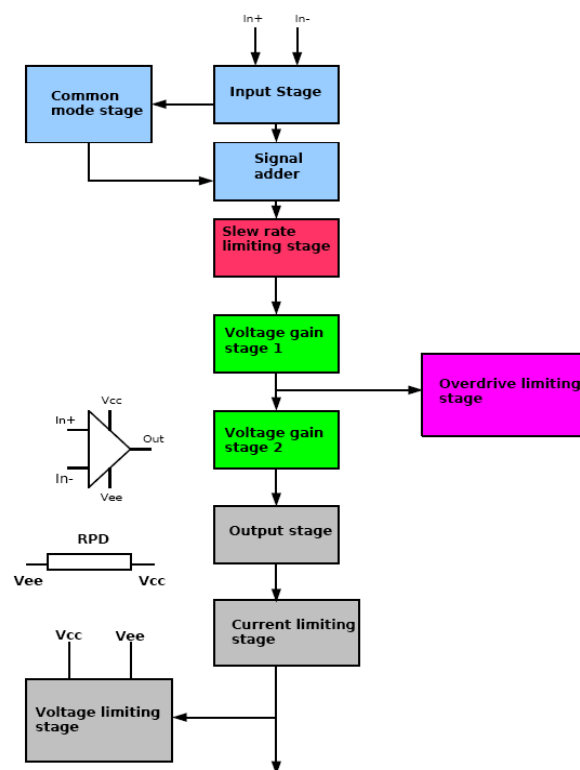 In+ In-
Input Stage
Common
mode stage
Signal
adder
Slew rate
limiting stage
Voltage gain
stage 1
Overdrive limiting
stage
Voltage gain
stage 2
Vcc
In+
Out
In-
Vee
Output stage
RPD
Vee Vcc
Current limiting
stage
Vcc Vee
Voltage limiting
stage